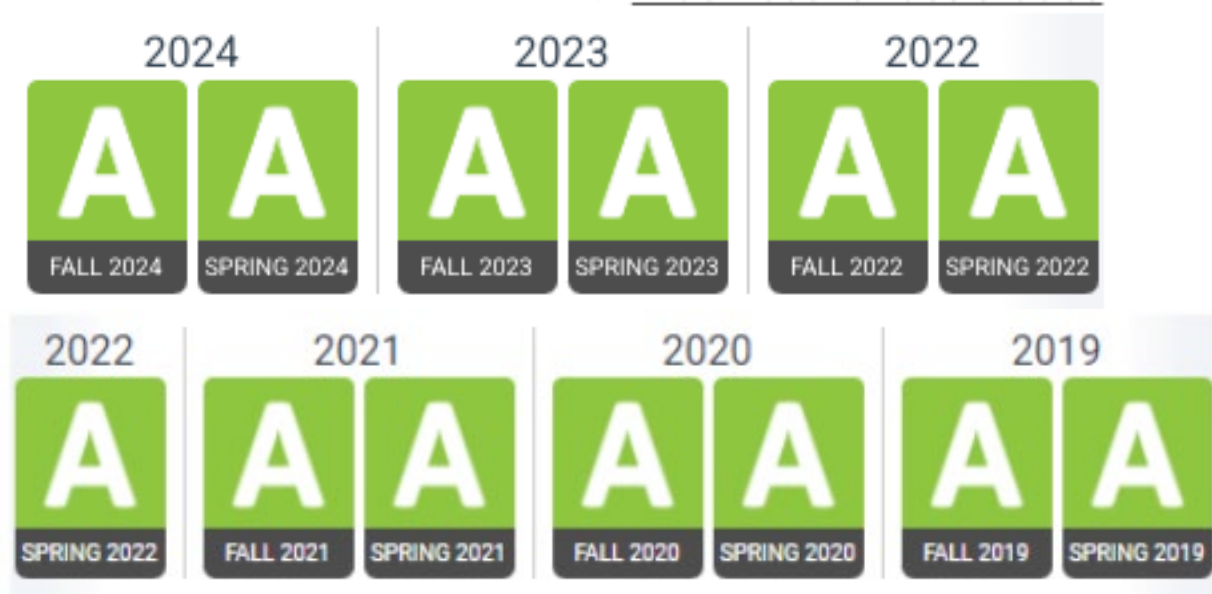 2024 2023 2022
A A A A A A
FALL 2024 SPRING 2024 FALL 2023 SPRING 2023 FALL 2022 SPRING 2022
2022 2021 2020 2019
A A A A A A A
SPRING 2022 FALL 2021 SPRING 2021 FALL 2020 SPRING 2020 FALL 2019 SPRING 2019